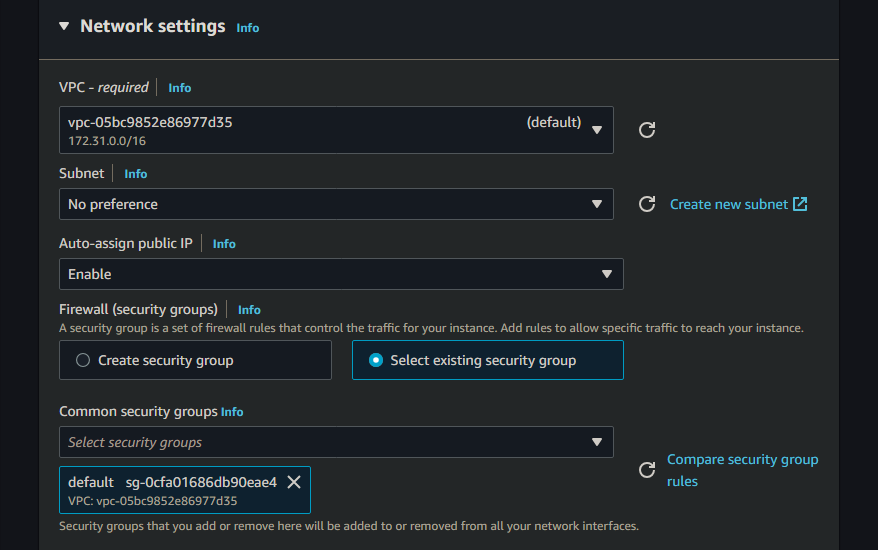 Network settings Info
VPC - required Info
vpc-05bc9852e86977d35 (default)
172.31.0.0/16
Subnet Info
No preference
Create new subnet
Auto-assign public IP Info
Enable
Firewall (security groups) Info
A security group is a set of firewall rules that control the traffic for your instance. Add rules to allow specific traffic to reach your instance.
Create security group
Select existing security group
Common security groups Info
Select security groups
Compare security group
rules
default sg-0cfa01686db90eae4
VPC: vpc-05bc9852e86977d35
Security groups that you add or remove here will be added to or removed from all your network interfaces.